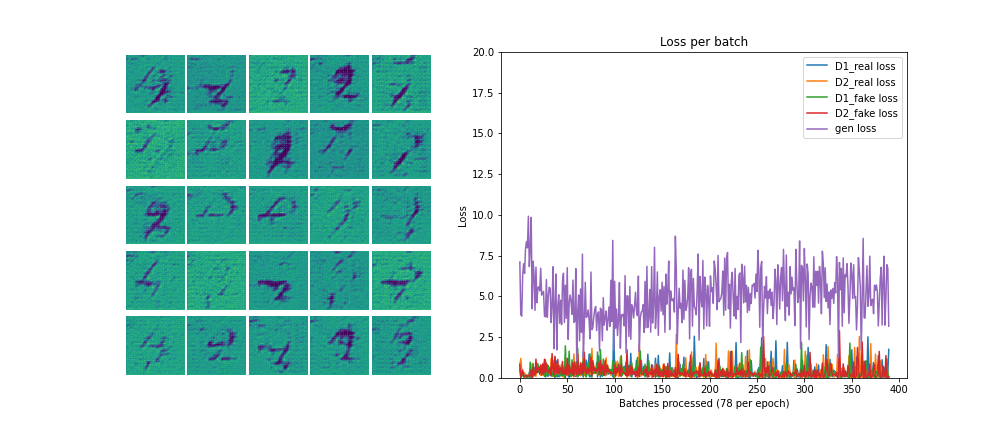 Loss per batch
20.0
17.5
15.0
12.5
10.0
7.5
5.0
2.5
0.0
Loss
D1_real loss
D2_real loss
D1_fake loss
D2_fake loss
gen loss
0 50 100 150 200 250 300 350 400
Batches processed (78 per epoch)